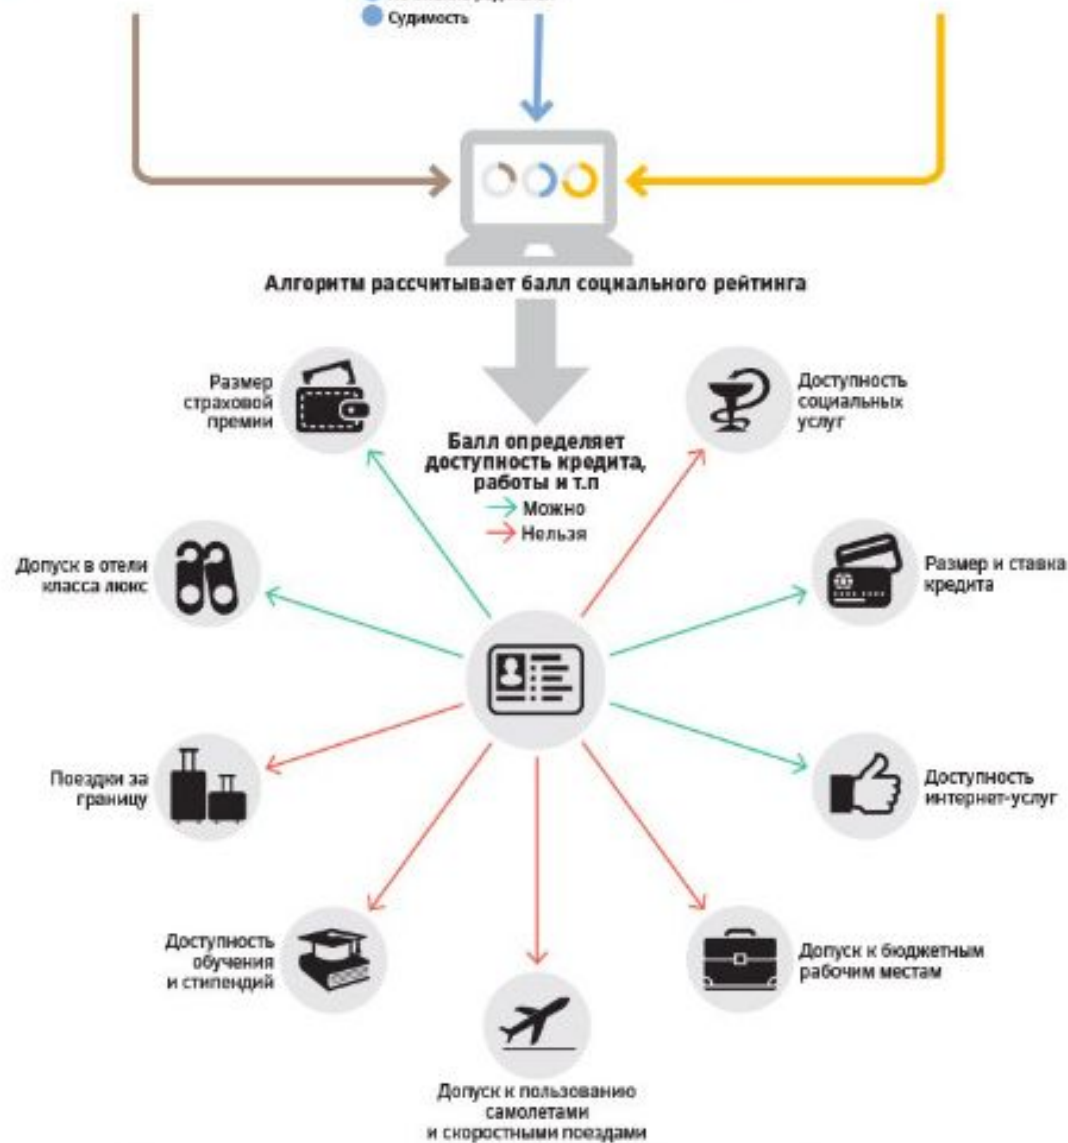 Судимость
Алгоритм рассчитывает балл социального рейтинга
Размер
страховой
премии
Доступность
социальных
услуг
Балл определяет
доступность кредита,
работы и т.п
Можно
Нельзя
Допуск в отели
класса люкс
Размер и ставка
кредита
Поездки за
границу
Доступность
интернет-услуг
Доступность
обучения
и стипендий
Допуск к бюджетным
рабочим местам
Допуск к пользованию
самолетами
и скоростными поездами